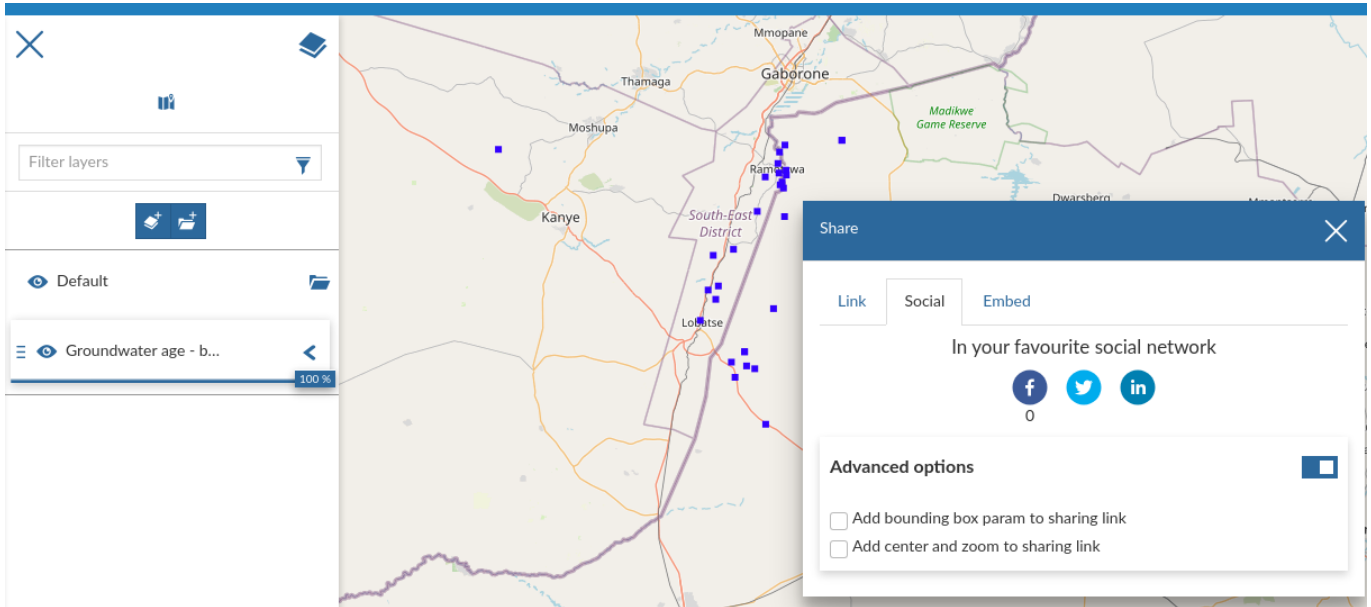 Filter layers
Default
Groundwater age - b...
100 %
Mmopane
Gaborone
Thamaga
Moshupa
Madikwe
Game Reserve
Kanye
South-East
District
Dwarsberg
Lobatse
Share
Link
Social
Embed
In your favourite social network
f
in
0
Advanced options
Add bounding box param to sharing link
Add center and zoom to sharing link